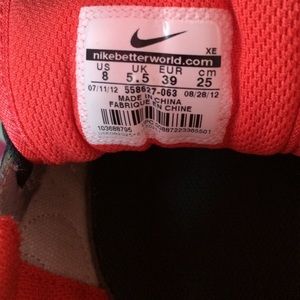 XE
nikebetterworld.com
US UK EUR cm
8 5.5 39 25
07/11/12 558627-063 08/28/12
MADE IN CHINA
FABRIQUE EN CHINE
103688795